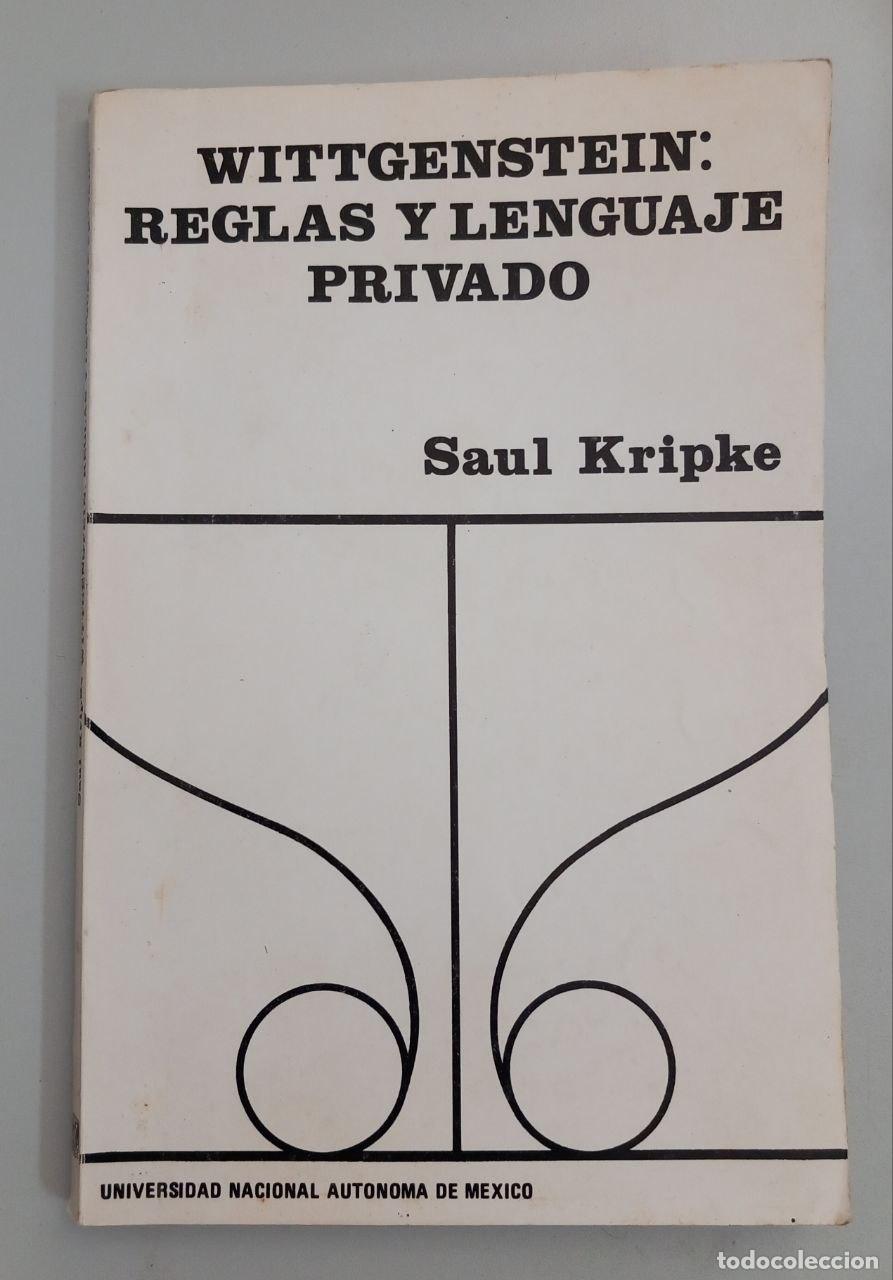 WITTGENSTEIN:
REGLAS Y LENGUAJE
PRIVADO
Saul Kripke
UNIVERSIDAD NACIONAL AUTONOMA DE MEXICO
todocoleccion